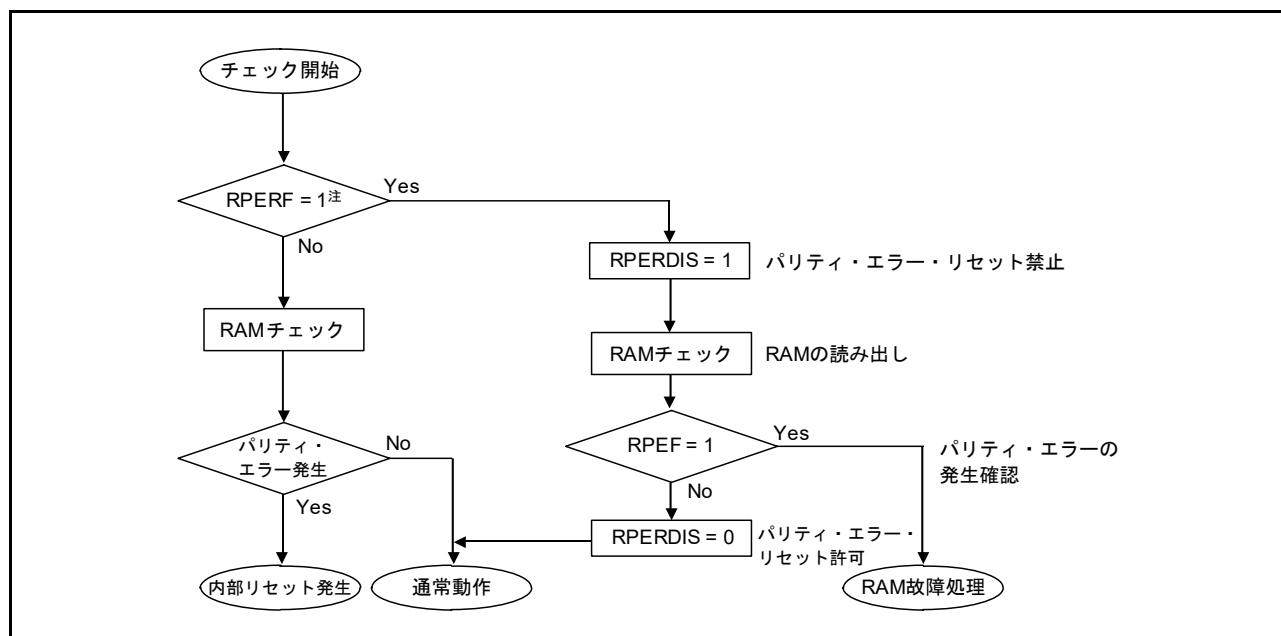 チェック開始
RPERF = 1注
Yes
No
RPERDIS = 1
パリティ・エラー・リセット禁止
RAMチェック
RAMチェック
RAMの読み出し
パリティ・
エラー発生
No
Yes
RPEF = 1
Yes
No
パリティ・エラーの
発生確認
RPERDIS = 0
パリティ・エラー・
リセット許可
内部リセット発生
通常動作
RAM故障処理